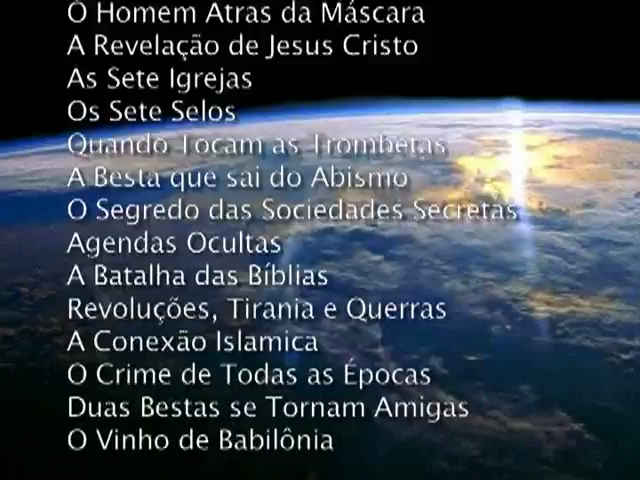 O Homem Atras da Máscara
A Revelação de Jesus Cristo
As Sete Igrejas
Os Sete Selos
Quando Tocam as Trombetas
A Besta que sai do Abismo
O Segredo das Sociedades Secretas
Agendas Ocultas
A Batalha das Bíblias
Revoluções, Tirania e Querras
A Conexão Islamica
O Crime de Todas as Épocas
Duas Bestas se Tornam Amigas
O Vinho de Babilônia